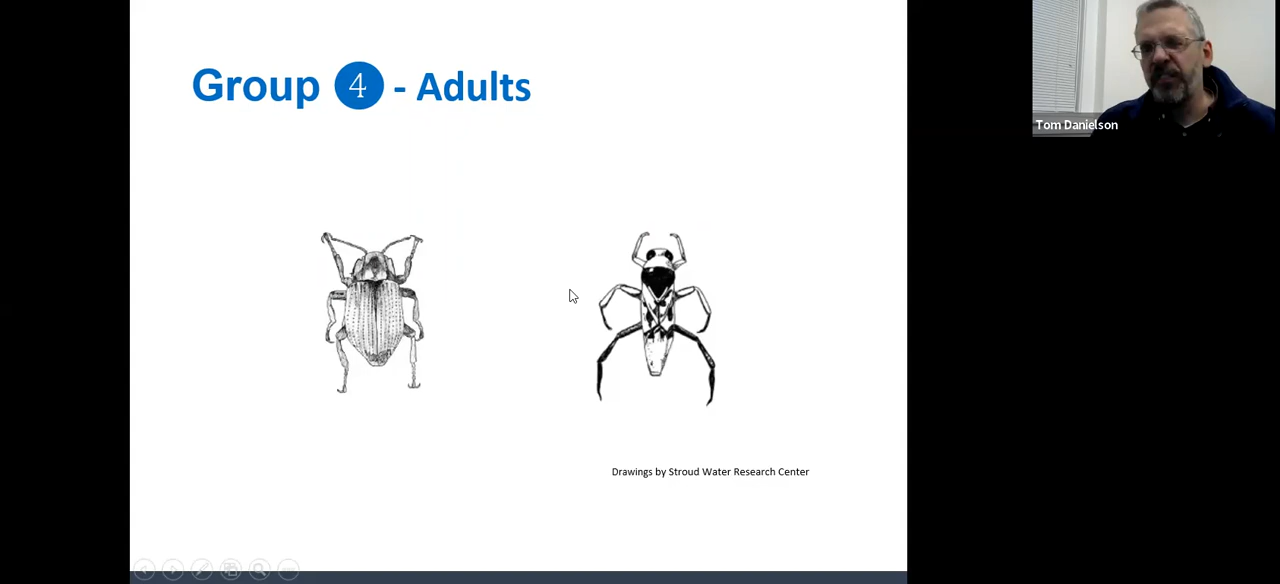 Group 4 - Adults
Tom Danielson
Drawings by Stroud Water Research Center